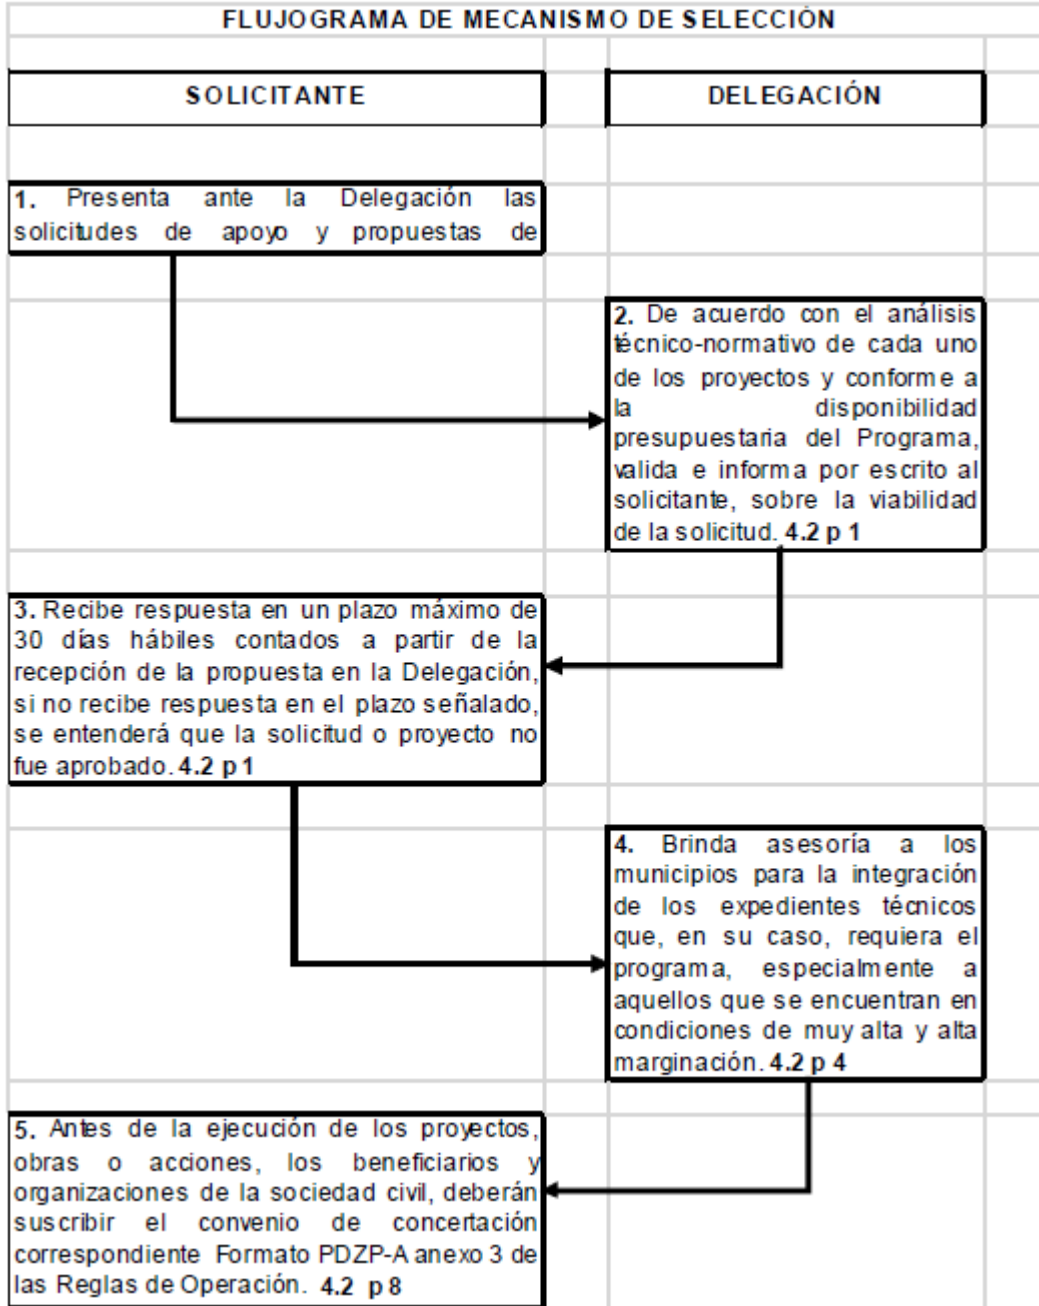 FLUJOGRAMA DE MECANISMO DE SELECCIÓN
SOLICITANTE
DELEGACIÓN
1. Presenta ante la Delegación las
solicitudes de apoyo y propuestas de
2. De acuerdo con el análisis
técnico-normativo de cada uno
de los proyectos y conforme a
la disponibilidad
presupuestaria del Programa,
valida e informa por escrito al
solicitante, sobre la viabilidad
de la solicitud. 4.2 p 1
3. Recibe respuesta en un plazo máximo de
30 días hábiles contados a partir de la
recepción de la propuesta en la Delegación,
si no recibe respuesta en el plazo señalado,
se entenderá que la solicitud o proyecto no
fue aprobado. 4.2 p 1
4. Brinda asesoría a los
municipios para la integración
de los expedientes técnicos
que, en su caso, requiera el
programa, especialmente a
aquellos que se encuentran en
condiciones de muy alta y alta
marginación. 4.2 p 4
5. Antes de la ejecución de los proyectos,
obras o acciones, los beneficiarios y
organizaciones de la sociedad civil, deberán
suscribir el convenio de concertación
correspondiente Formato PDZP-A anexo 3 de
las Reglas de Operación. 4.2 p 8